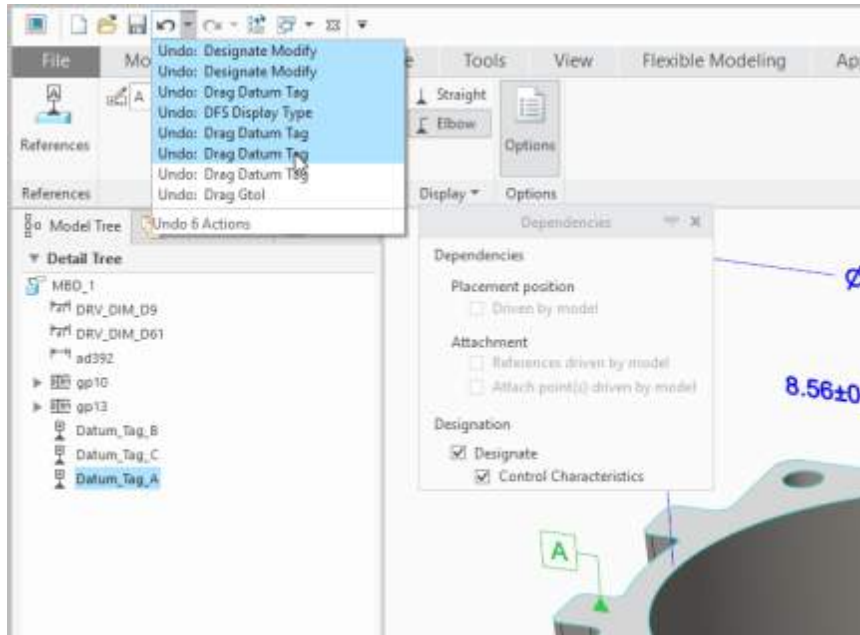 File
Mo
e
Tools
View
Flexible Modeling
Ap
Undo: Designate Modify
Undo: Designate Modify
Undo: Drag Datum Tag
Undo: DFS Display Type
Undo: Drag Datum Tag
Undo: Drag Datum Tag
Undo: Drag Datum Tag
Undo: Drag Gtol
Undo 6 Actions
A
References
References
Straight
Elbow
Display
Options
Options
Model Tree
Detail Tree
MBD_1
DRV_DIM_D9
DRV_DIM_D61
ad392
gp10
gp13
Datum_Tag_B
Datum_Tag_C
Datum_Tag_A
Dependencies
Dependencies
Placement position
Driven by model
Attachment
References driven by model
Attach point(s) driven by model
Designation
Designate
Control Characteristics
Ø
8.56±0
A